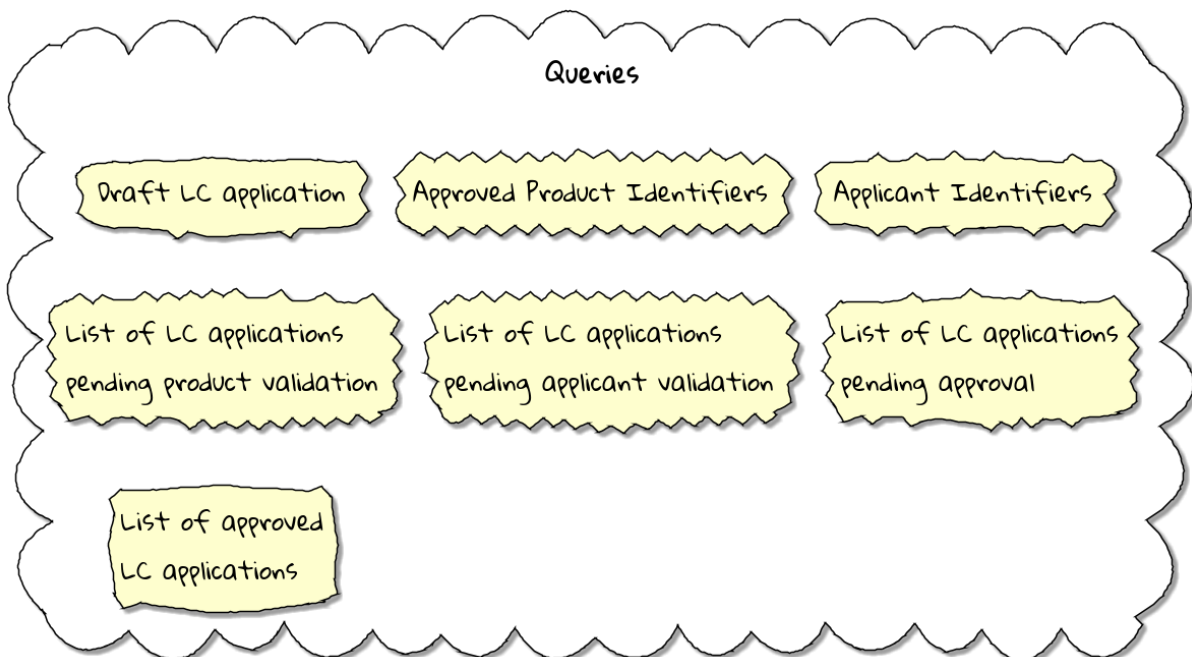 Queries
Draft LC application
Approved Product Identifiers
Applicant Identifiers
List of LC applications
pending product validation
List of LC applications
pending applicant validation
List of LC applications
pending approval
List of approved
LC applications